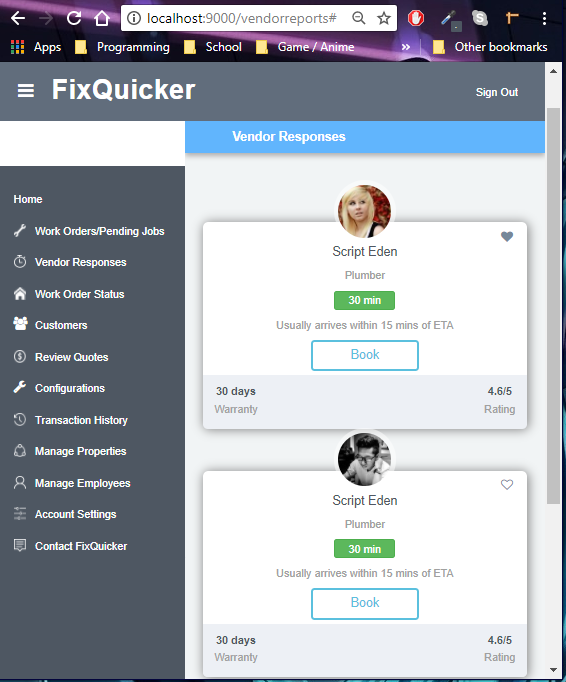 localhost:9000/vendorreports#
Apps Programming School Game / Anime » Other bookmarks
FixQuicker Sign Out
Vendor Responses
Home
Work Orders/Pending Jobs
Vendor Responses
Work Order Status
Customers
Review Quotes
Configurations
Transaction History
Manage Properties
Manage Employees
Account Settings
Contact FixQuicker
Script Eden
Plumber
30 min
Usually arrives within 15 mins of ETA
Book
30 days 4.6/5
Warranty Rating
Script Eden
Plumber
30 min
Usually arrives within 15 mins of ETA
Book
30 days 4.6/5
Warranty Rating